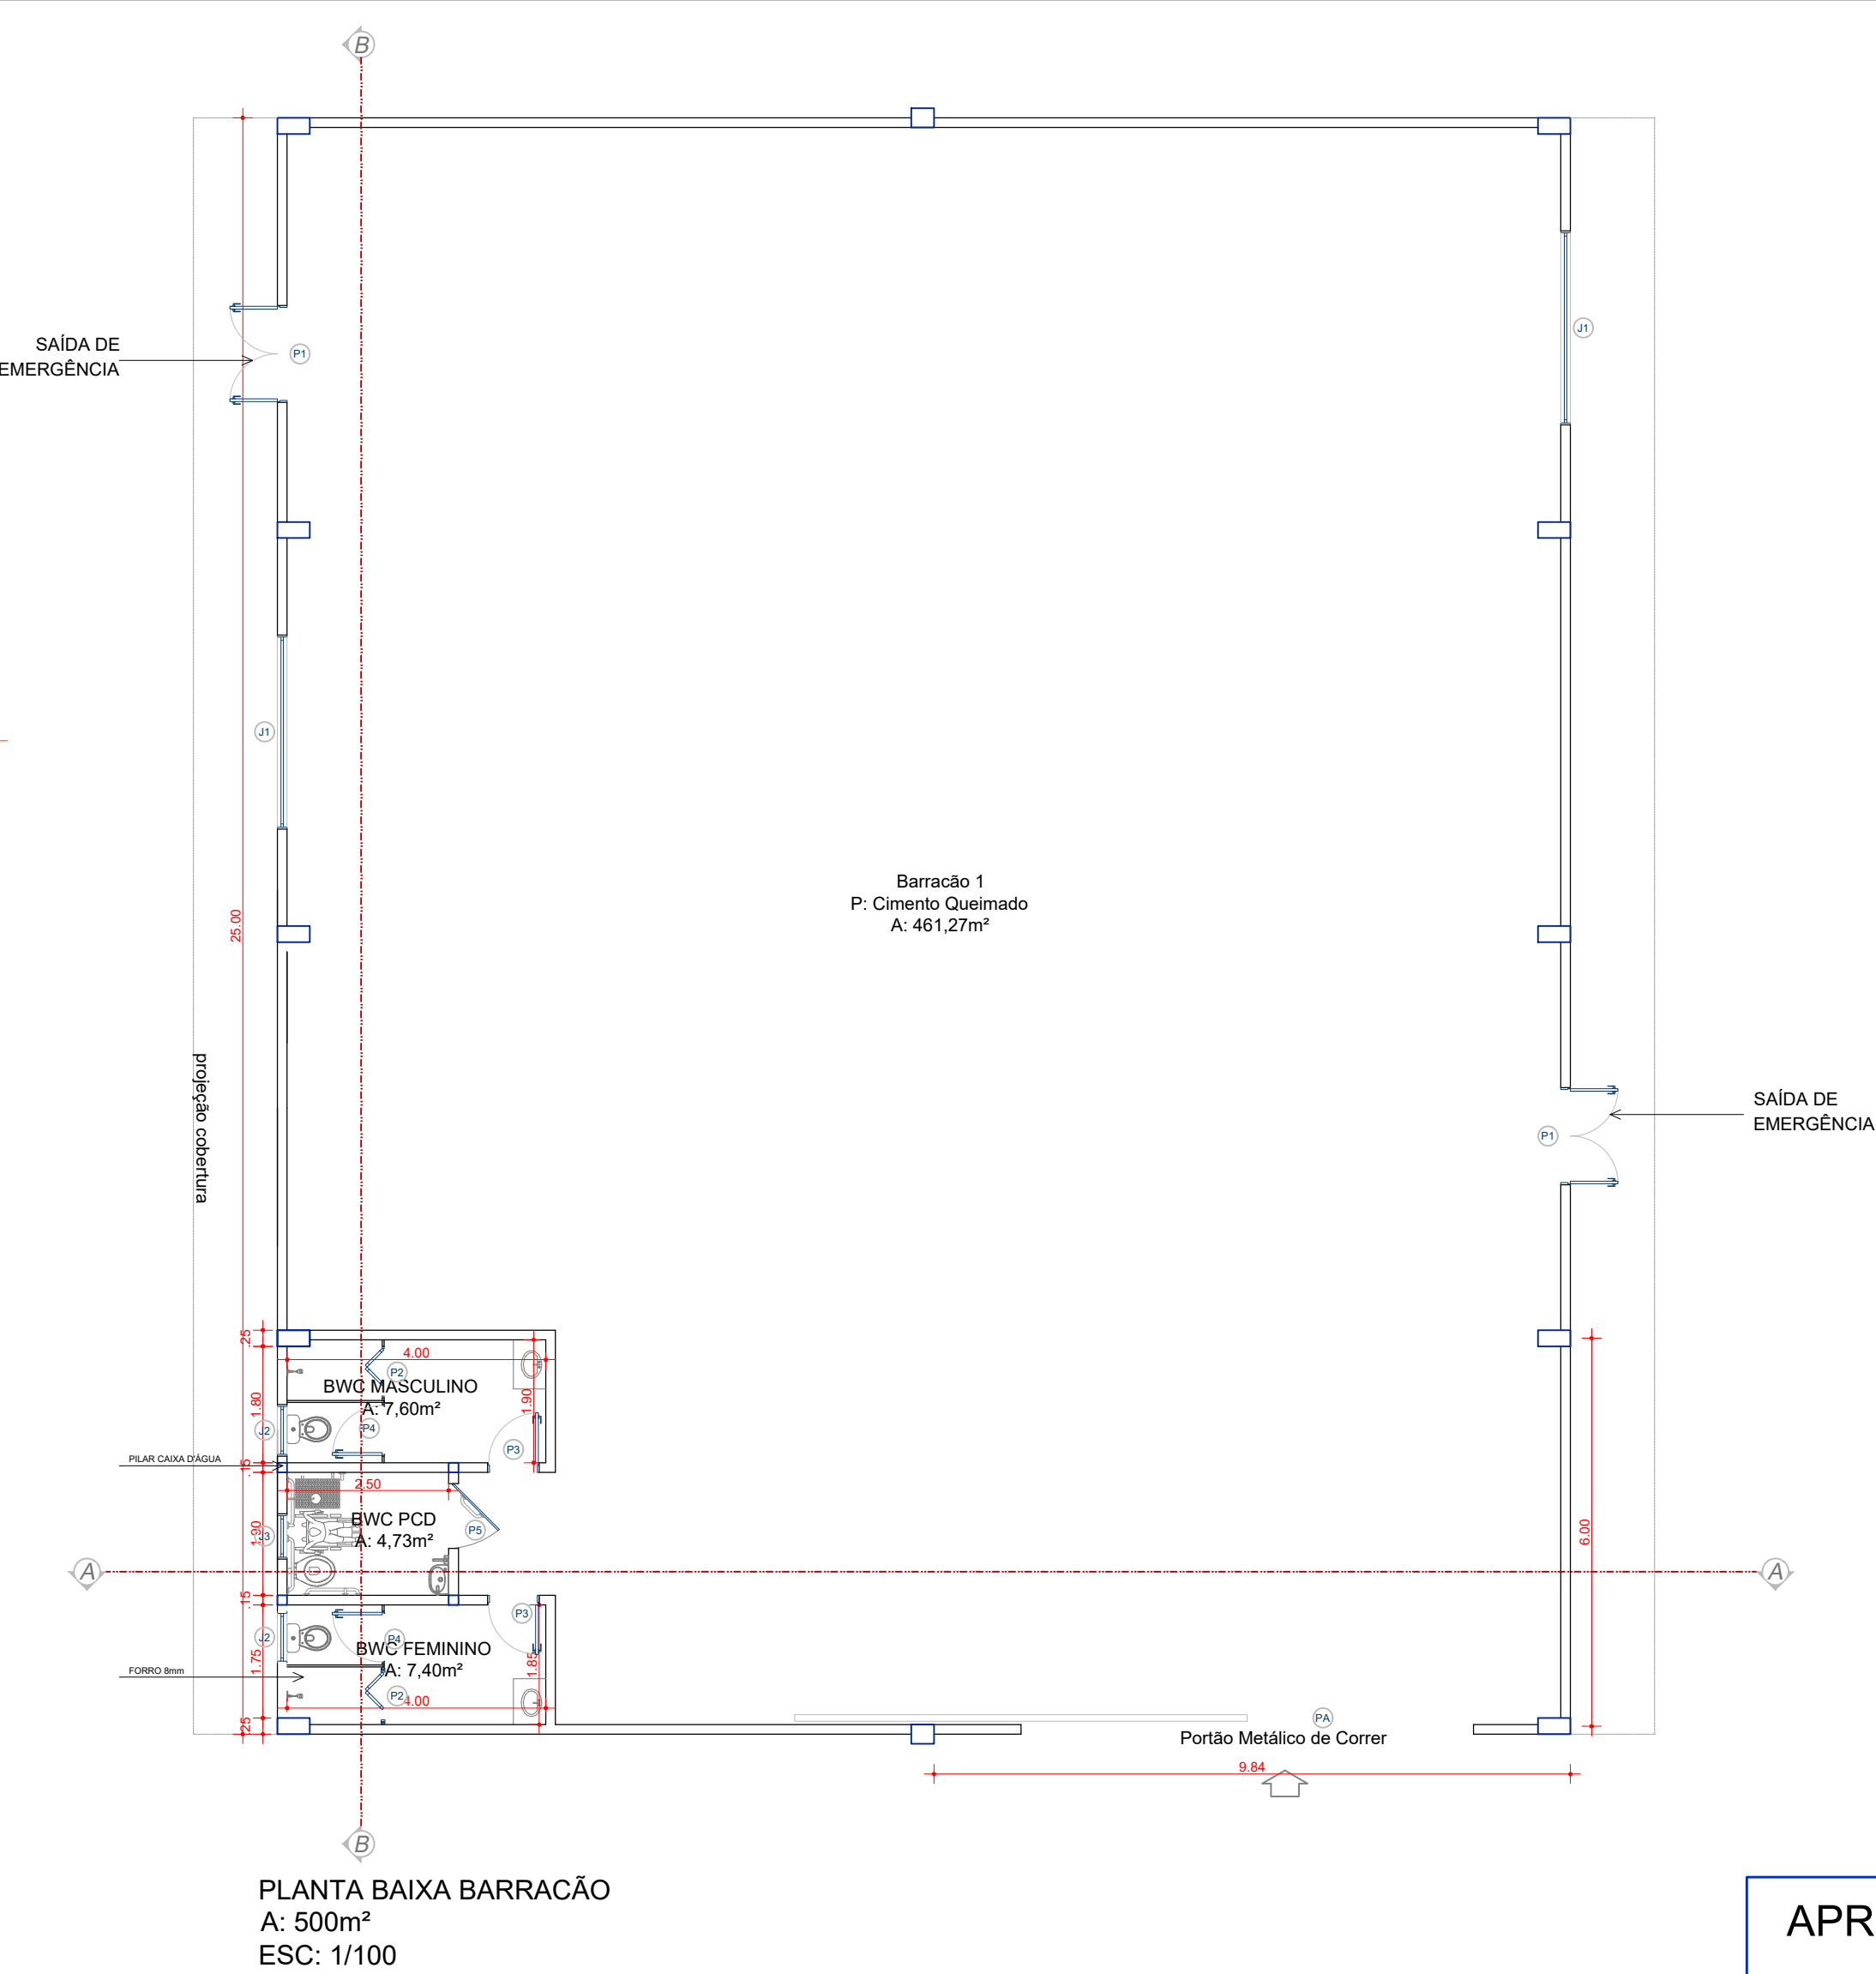 B
SAÍDA DE
EMERGÊNCIA
P1
J1
J1
25.00
Barracão 1
P: Cimento Queimado
A: 461,27m²
projeção cobertura
SAÍDA DE
EMERGÊNCIA
P1
.25
4.00
P2
BWC MASCULINO
A: 7,60m²
1.80
1.90
J2
P4
P3
PILAR CAIXA D'ÁGUA
.15
2.50
BWC PCD
A: 4,73m²
1.90
J3
P5
6.00
A
A
.15
P3
J2
P4
BWC FEMININO
A: 7,40m²
1.75
1.85
FORRO 8mm
P2
4.00
.25
PA
Portão Metálico de Correr
9.84
B
PLANTA BAIXA BARRACÃO
A: 500m²
ESC: 1/100
APR